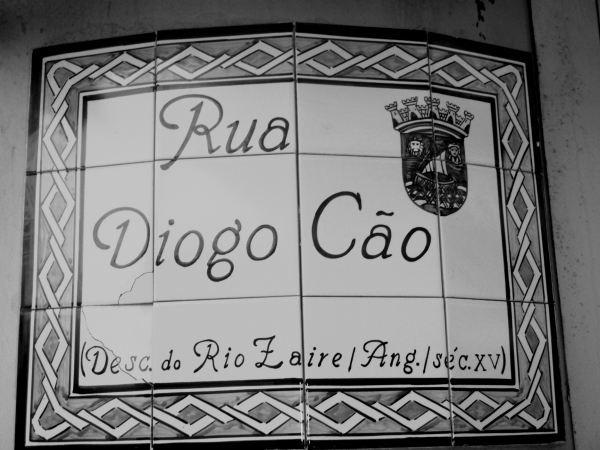 Rua
Diogo Cão
(Desc. do Rio Zaire/Ang./séc.XV)